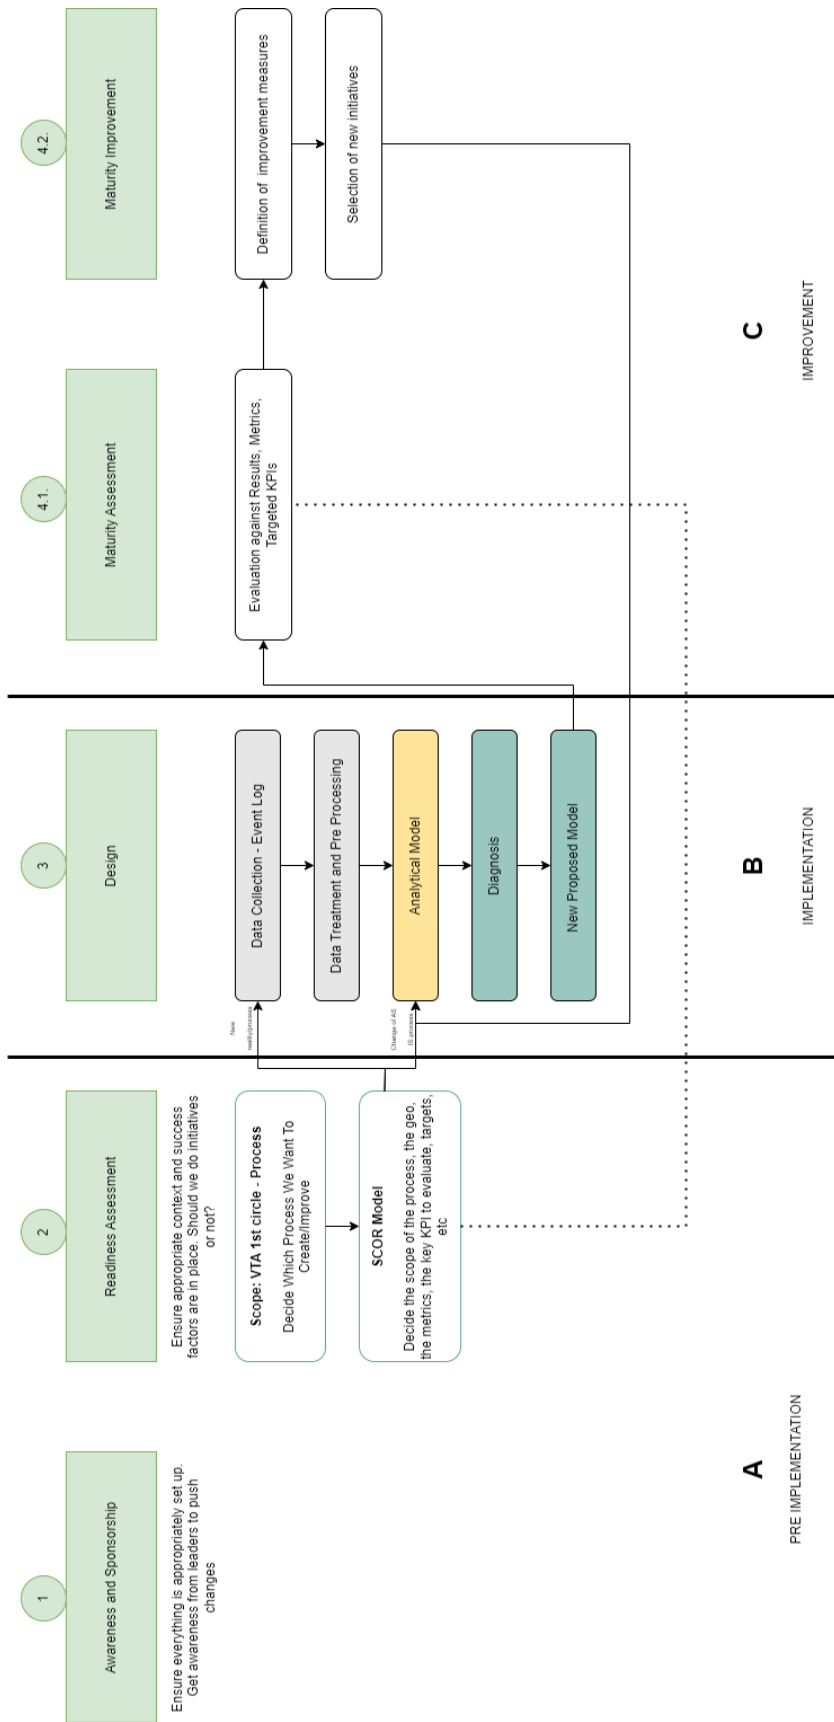 1
Awareness and Sponsorship
Ensure everything is appropriately set up.
Get awareness from leaders to push
changes
2
Readiness Assessment
Ensure appropriate context and success
factors are in place. Should we do initiatives
or not?
Scope: VTA 1st circle - Process
Decide Which Process We Want To
Create/Improve
SCOR Model
Decide the scope of the process, the geo,
the metrics, the key KPI to evaluate, targets,
etc
A
PRE IMPLEMENTATION
3
Design
New
reality/process
Data Collection - Event Log
Data Treatment and Pre Processing
Change of AS
IS process
Analytical Model
Diagnosis
New Proposed Model
B
IMPLEMENTATION
4.1.
Maturity Assessment
Evaluation against Results, Metrics,
Targeted KPIs
4.2.
Maturity Improvement
Definition of improvement measures
Selection of new initiatives
C
IMPROVEMENT